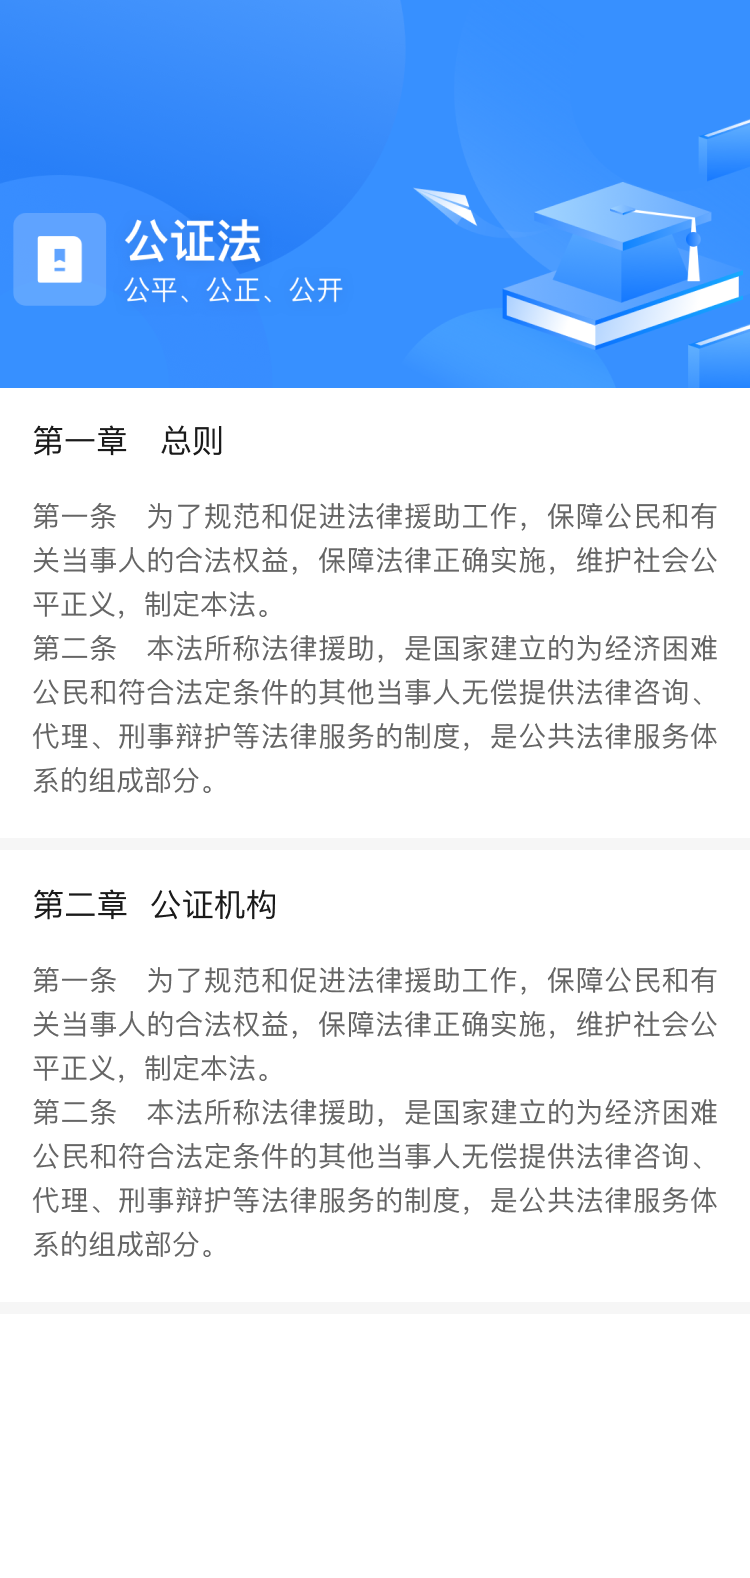 公证法
公平、公正、公开
第一章　总则
第一条　为了规范和促进法律援助工作，保障公民和有
关当事人的合法权益，保障法律正确实施，维护社会公
平正义，制定本法。
第二条　本法所称法律援助，是国家建立的为经济困难
公民和符合法定条件的其他当事人无偿提供法律咨询、
代理、刑事辩护等法律服务的制度，是公共法律服务体
系的组成部分。
第二章  公证机构
第一条　为了规范和促进法律援助工作，保障公民和有
关当事人的合法权益，保障法律正确实施，维护社会公
平正义，制定本法。
第二条　本法所称法律援助，是国家建立的为经济困难
公民和符合法定条件的其他当事人无偿提供法律咨询、
代理、刑事辩护等法律服务的制度，是公共法律服务体
系的组成部分。